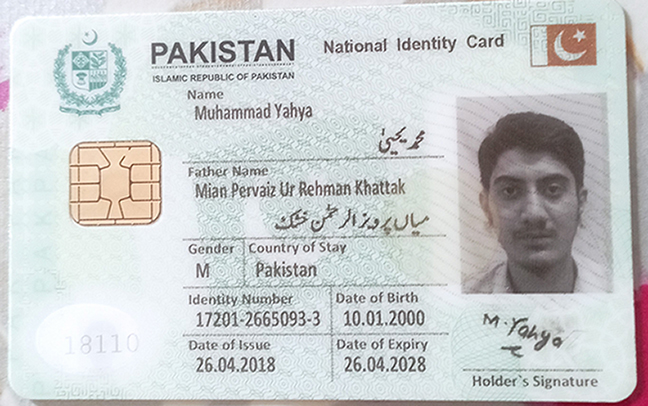 PAKISTAN National Identity Card
ISLAMIC REPUBLIC OF PAKISTAN
Name
Muhammad Yahya
محمد یحییٰ
Father Name
Mian Pervaiz Ur Rehman Khattak
میاں پرویز الرحمٰن خٹک
Gender Country of Stay
M Pakistan
Identity Number Date of Birth
17201-2665093-3 10.01.2000
Date of Issue Date of Expiry
26.04.2018 26.04.2028
18110
M.Yahya
Holder`s Signature